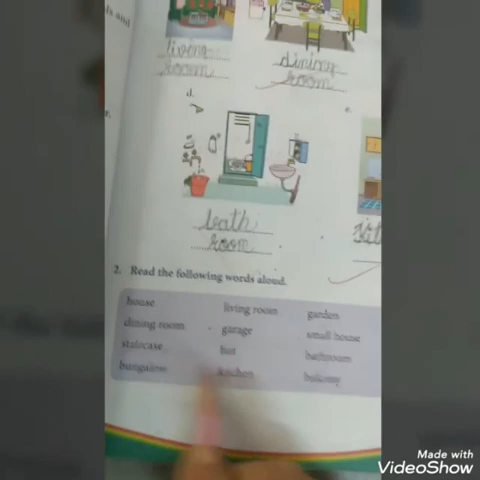 living
room
dining
room
d.
e.
bath
room
2. Read the following words aloud.
house living room garden
dining room garage small house
staircase hut bathroom
bungalow kitchen balcony
Made with
VideoShow